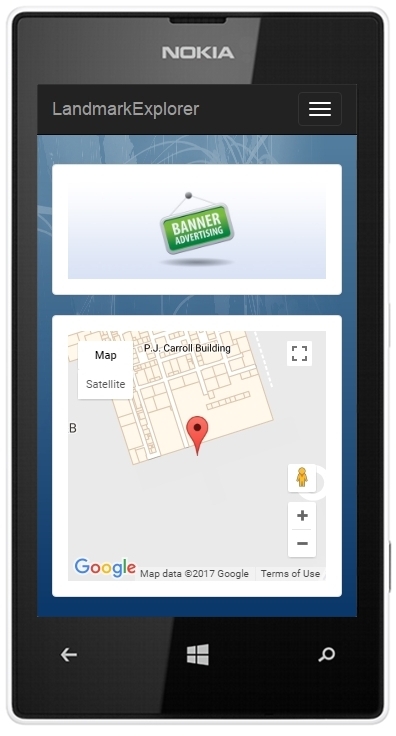 NOKIA
LandmarkExplorer
BANNER
ADVERTISING
P.J. Carroll Building
Map
Satellite
B
+
−
Google
Map data ©2017 Google
Terms of Use